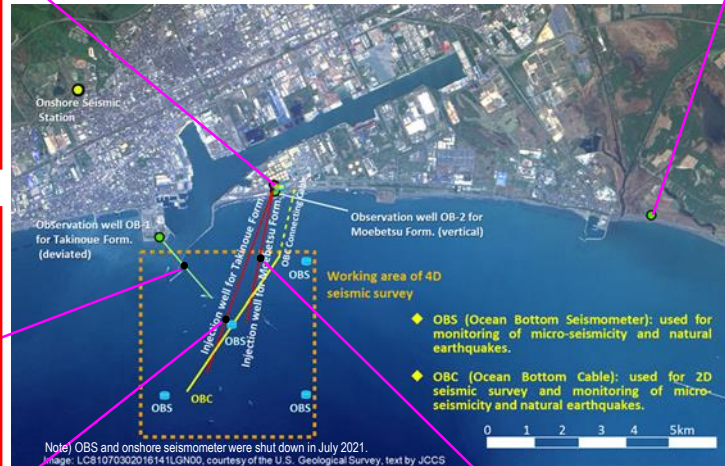 Onshore Seismic
Station
Observation well OB-1
for Takinoue Form.
(deviated)
Injection well for Takinoue Form.
Injection well for Moebetsu Form.
OBC Connecting
Observation well OB-2 for
Moebetsu Form. (vertical)
OBS
Working area of 4D
seismic survey
OBS
OBC
OBS
OBS
◆ OBS (Ocean Bottom Seismometer): used for
monitoring of micro-seismicity and natural
earthquakes.
◆ OBC (Ocean Bottom Cable): used for 2D
seismic survey and monitoring of micro-
seismicity and natural earthquakes.
0 1 2 3 4 5km
Note) OBS and onshore seismometer were shut down in July 2021.
Image: LC81070302016141LGN00, courtesy of the U.S. Geological Survey, text by JCCS